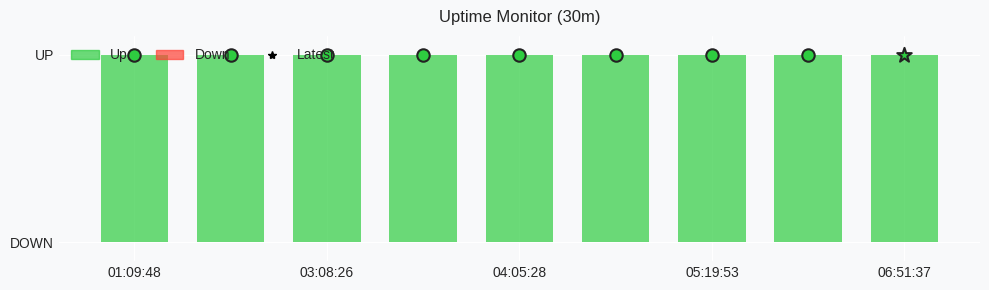 Uptime Monitor (30m)
UP
Up Down Latest
DOWN
01:09:48 03:08:26 04:05:28 05:19:53 06:51:37